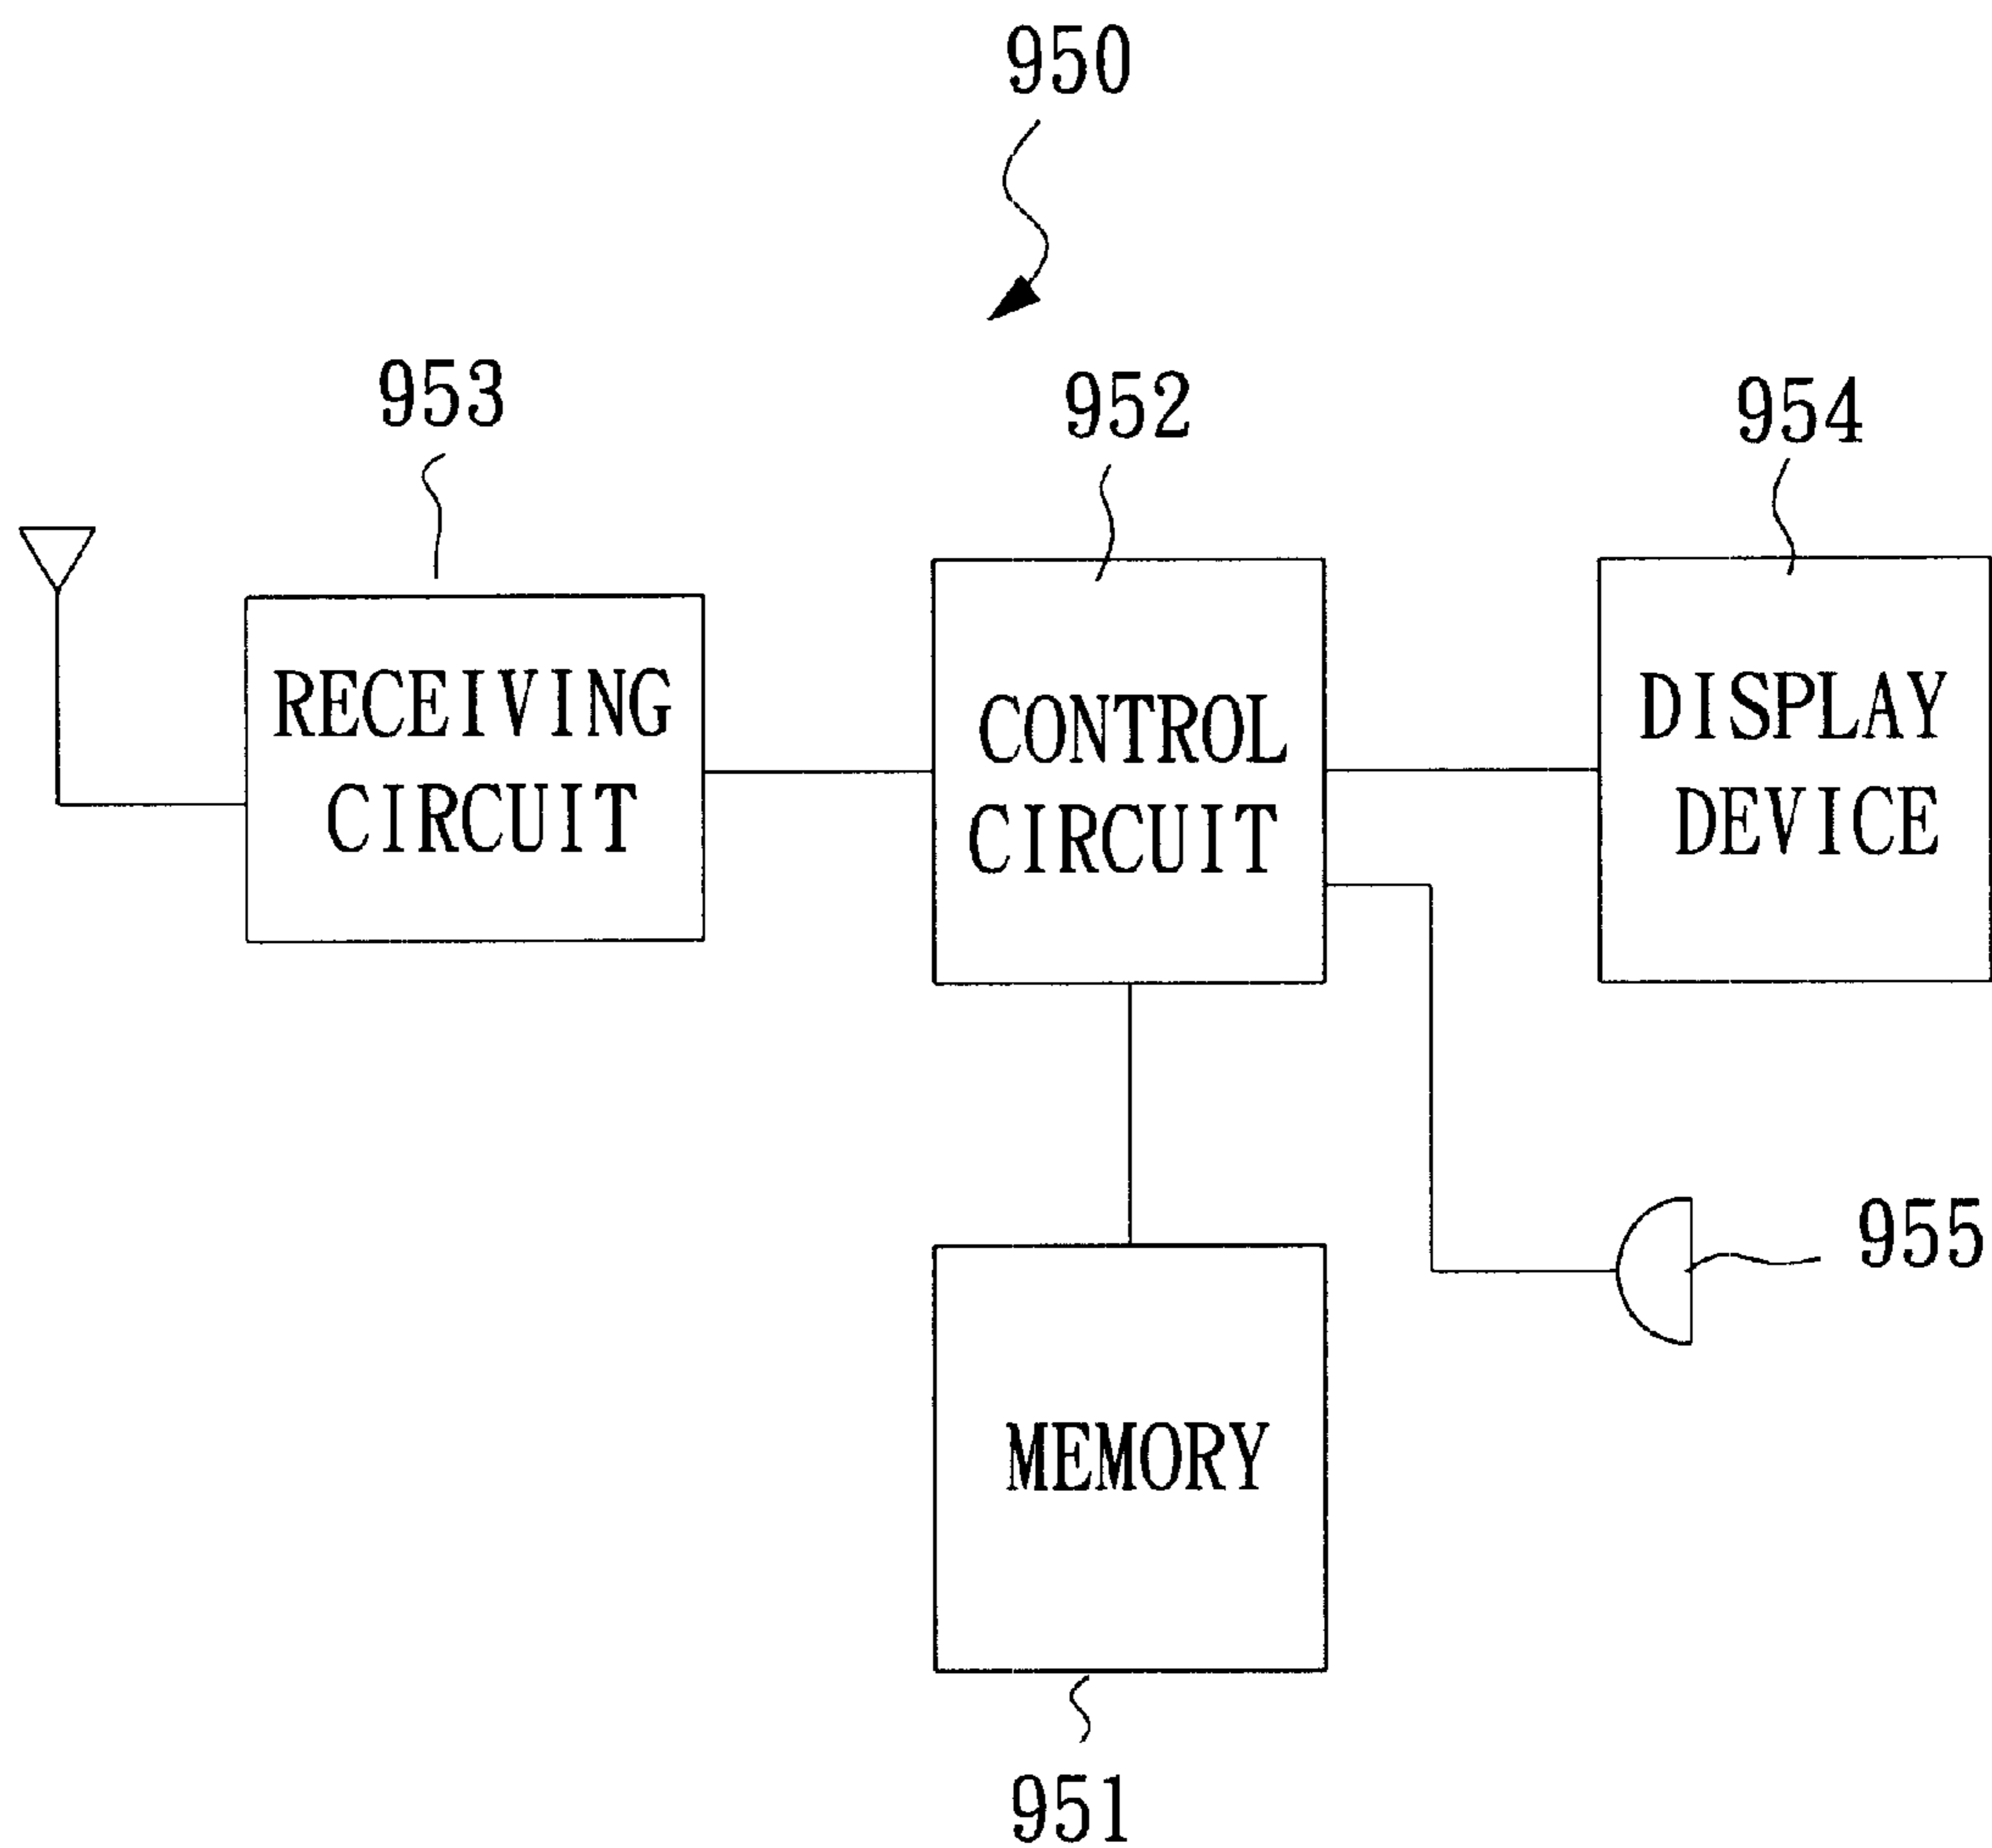 950
953
952
954
RECEIVING
CIRCUIT
CONTROL
CIRCUIT
DISPLAY
DEVICE
955
MEMORY
951